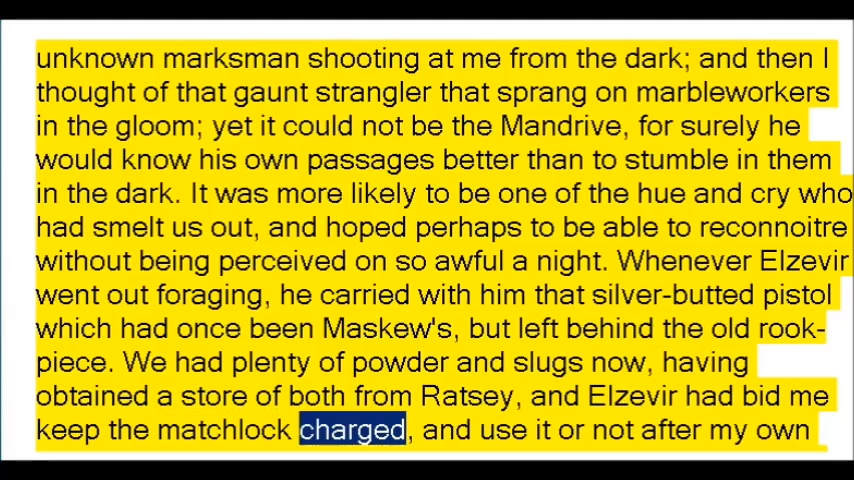 unknown marksman shooting at me from the dark; and then I
thought of that gaunt strangler that sprang on marbleworkers
in the gloom; yet it could not be the Mandrive, for surely he
would know his own passages better than to stumble in them
in the dark. It was more likely to be one of the hue and cry who
had smelt us out, and hoped perhaps to be able to reconnoitre
without being perceived on so awful a night. Whenever Elzevir
went out foraging, he carried with him that silver-butted pistol
which had once been Maskew's, but left behind the old rook-
piece. We had plenty of powder and slugs now, having
obtained a store of both from Ratsey, and Elzevir had bid me
keep the matchlock charged, and use it or not after my own